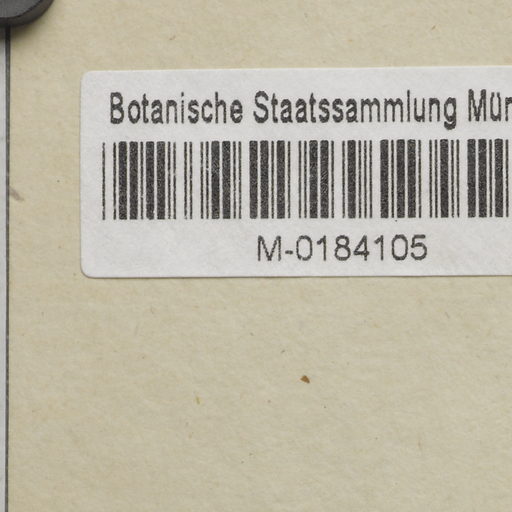 Botanische Staatssammlung Mün
M-0184105